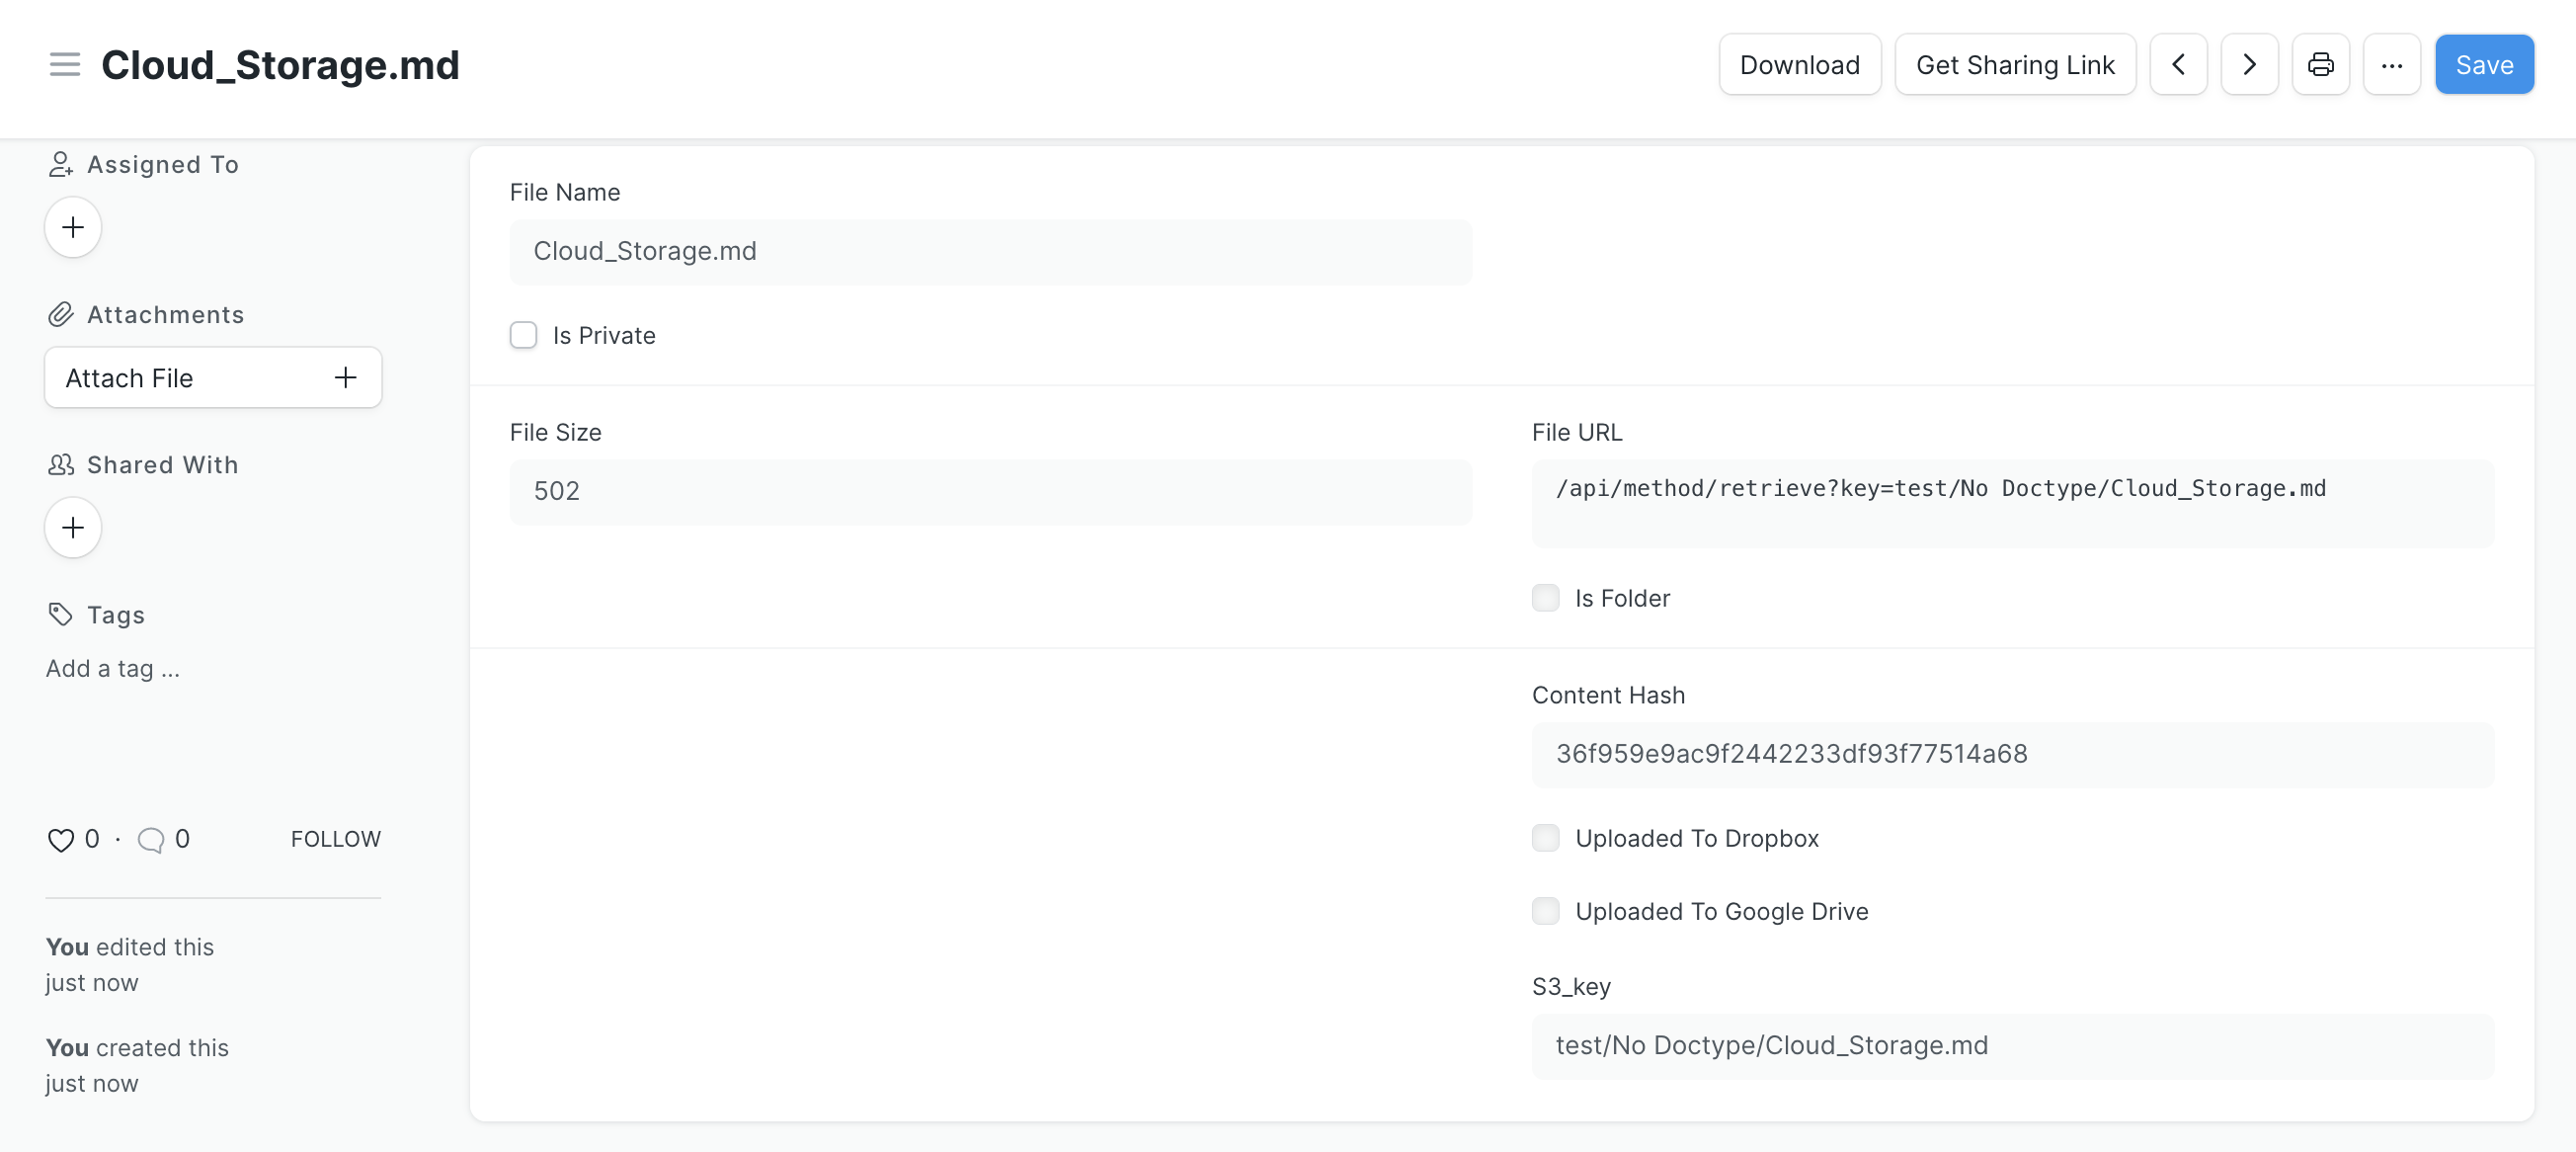 Cloud_Storage.md
Download
Get Sharing Link
...
Save
Assigned To
Attachments
Attach File
Shared With
Tags
Add a tag ...
0 · 0 FOLLOW
You edited this
just now
You created this
just now
File Name
Cloud_Storage.md
Is Private
File Size
502
File URL
/api/method/retrieve?key=test/No Doctype/Cloud_Storage.md
Is Folder
Content Hash
36f959e9ac9f2442233df93f77514a68
Uploaded To Dropbox
Uploaded To Google Drive
S3_key
test/No Doctype/Cloud_Storage.md